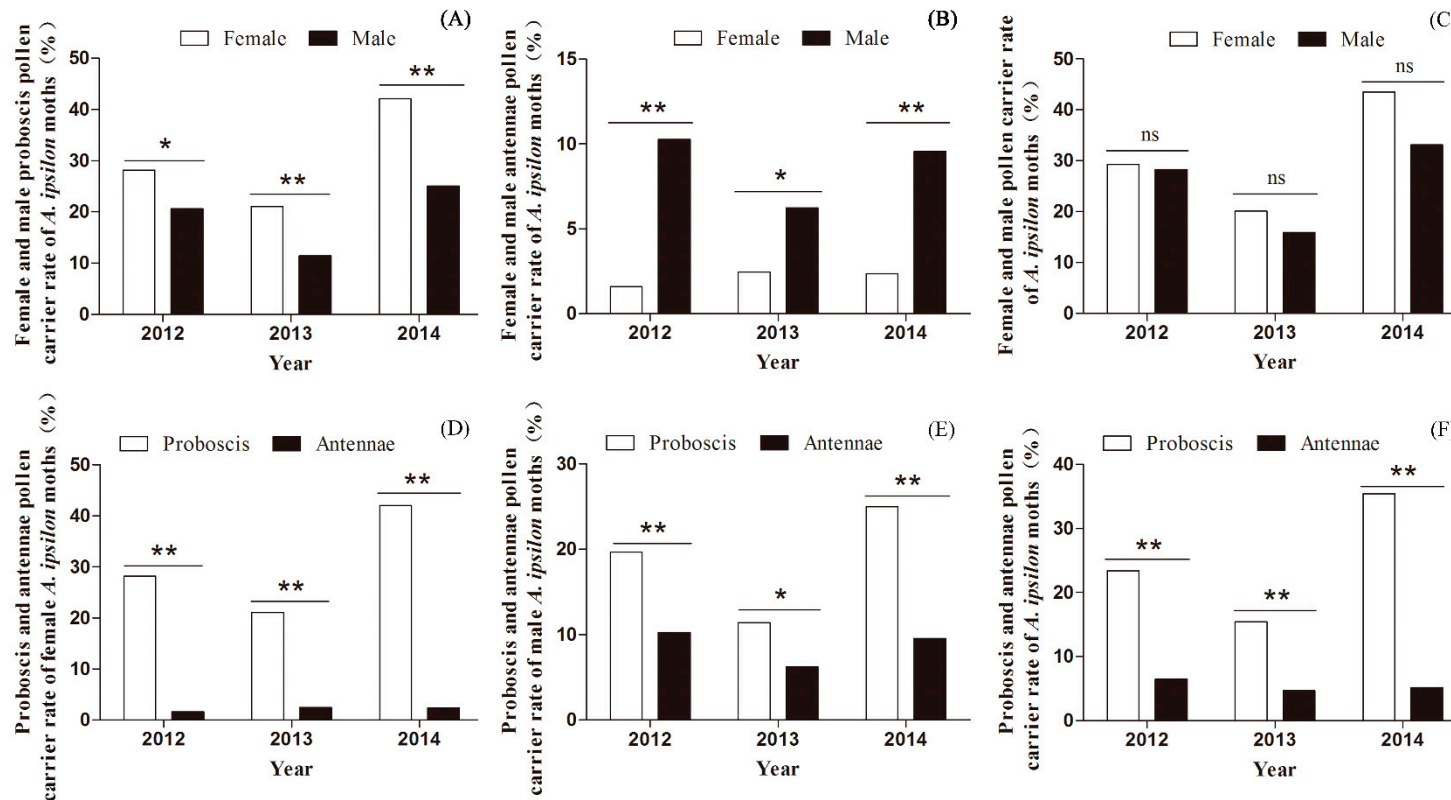 (A)
Female Male
Female and male proboscis pollen
carrier rate of A. ipsilon moths (%)
50
40
30
20
10
0
* ** **
2012 2013 2014
Year
(B)
Female Male
Female and male antennae pollen
carrier rate of A. ipsilon moths (%)
15
10
5
0
** * **
2012 2013 2014
Year
(C
Female Male
Female and male pollen carrier rate
of A. ipsilon moths (%)
50
40
30
20
10
0
ns ns ns
2012 2013 2014
Year
(D)
Proboscis Antennae
Proboscis and antennae pollen
carrier rate of female A. ipsilon moths (%)
50
40
30
20
10
0
** ** **
2012 2013 2014
Year
(E)
Proboscis Antennae
Proboscis and antennae pollen
carrier rate of male A. ipsilon moths (%)
30
20
10
0
** * **
2012 2013 2014
Year
(F)
Proboscis Antennae
Proboscis and antennae pollen
carrier rate of A. ipsilon moths (%)
40
30
20
10
0
** ** **
2012 2013 2014
Year